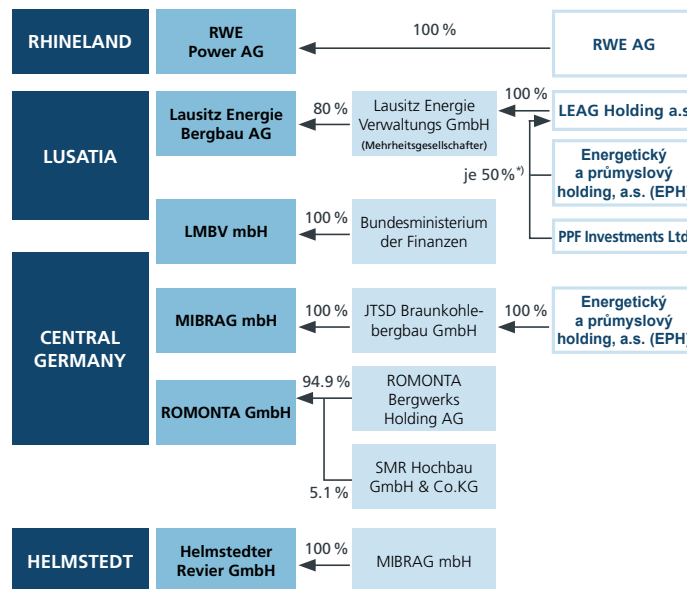 RHINELAND
RWE
Power AG
100 %
RWE AG
LUSATIA
Lausitz Energie
Bergbau AG
80 %
Lausitz Energie
Verwaltungs GmbH
(Mehrheitsgesellschafter)
100 %
LEAG Holding a.s
je 50 %*)
Energetický
a průmyslový
holding, a.s. (EPH)
PPF Investments Ltd
LMBV mbH
100 %
Bundesministerium
der Finanzen
CENTRAL
GERMANY
MIBRAG mbH
100 %
JTSD Braunkohle-
bergbau GmbH
100 %
Energetický
a průmyslový
holding, a.s. (EPH)
ROMONTA GmbH
94.9 %
ROMONTA
Bergwerks
Holding AG
5.1 %
SMR Hochbau
GmbH & Co.KG
HELMSTEDT
Helmstedter
Revier GmbH
100 %
MIBRAG mbH